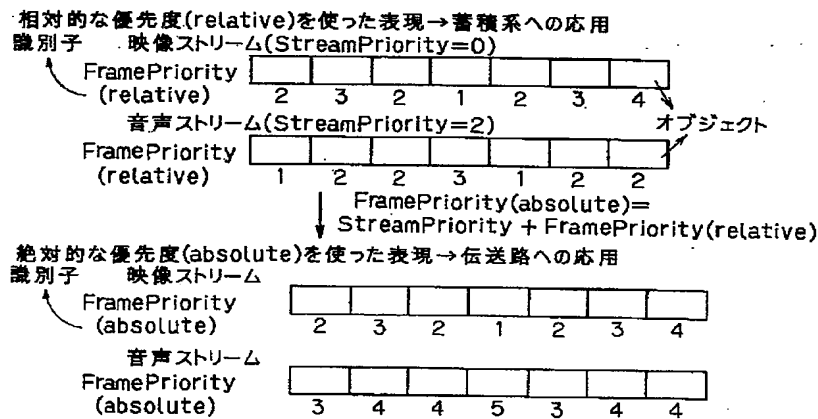 相対的な優先度(relative)を使った表現→蓄積系への応用
識別子 映像ストリーム(StreamPriority=0)
FramePriority
(relative)
2 3 2 1 2 3 4
オブジェクト
音声ストリーム(StreamPriority=2)
FramePriority
(relative)
1 2 2 3 1 2 2
FramePriority(absolute)=
StreamPriority + FramePriority(relative)
絶対的な優先度(absolute)を使った表現→伝送路への応用
識別子 映像ストリーム
FramePriority
(absolute)
2 3 2 1 2 3 4
音声ストリーム
FramePriority
(absolute)
3 4 4 5 3 4 4